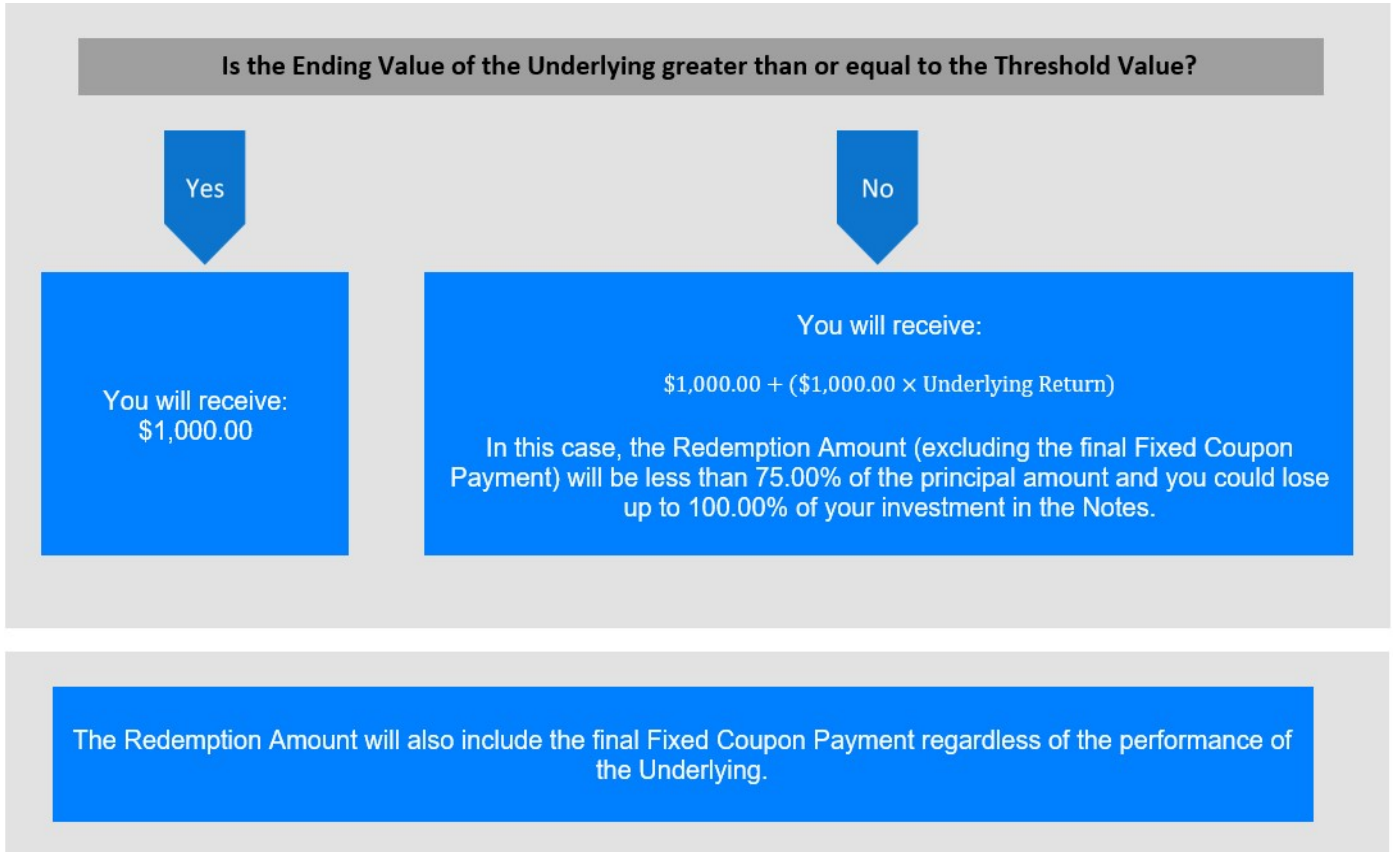 Is the Ending Value of the Underlying greater than or equal to the Threshold Value?
Yes
No
You will receive:
$1,000.00
You will receive:
$1,000.00 + ($1,000.00 × Underlying Return)
In this case, the Redemption Amount (excluding the final Fixed Coupon
Payment) will be less than 75.00% of the principal amount and you could lose
up to 100.00% of your investment in the Notes.
The Redemption Amount will also include the final Fixed Coupon Payment regardless of the performance of
the Underlying.